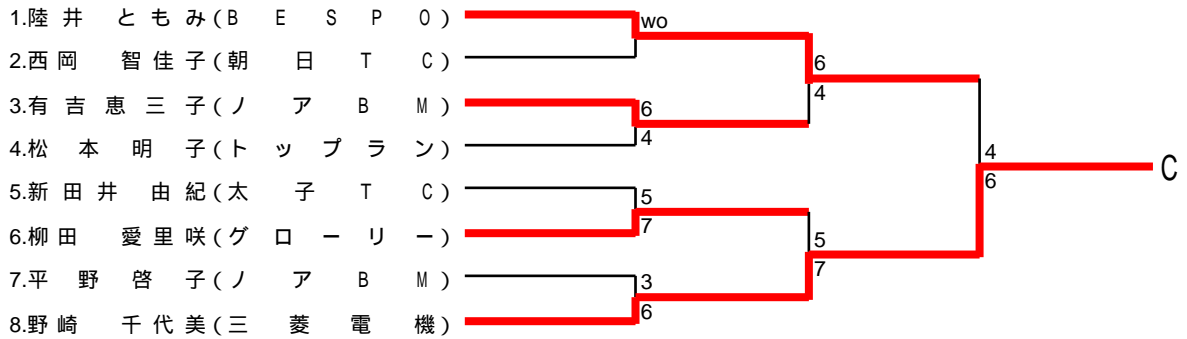 1.陸井 ともみ(BESPO)
2.西岡 智佳子(朝日TC)
3.有吉恵三子(ノアBM)
4.松本明子(トップラン)
5.新田井 由紀(太子TC)
6.柳田 愛里咲(グローリー)
7.平野啓子(ノアBM)
8.野崎 千代美(三菱電機)
wo
6
4
5
7
3
6
6
4
5
7
4
6
C